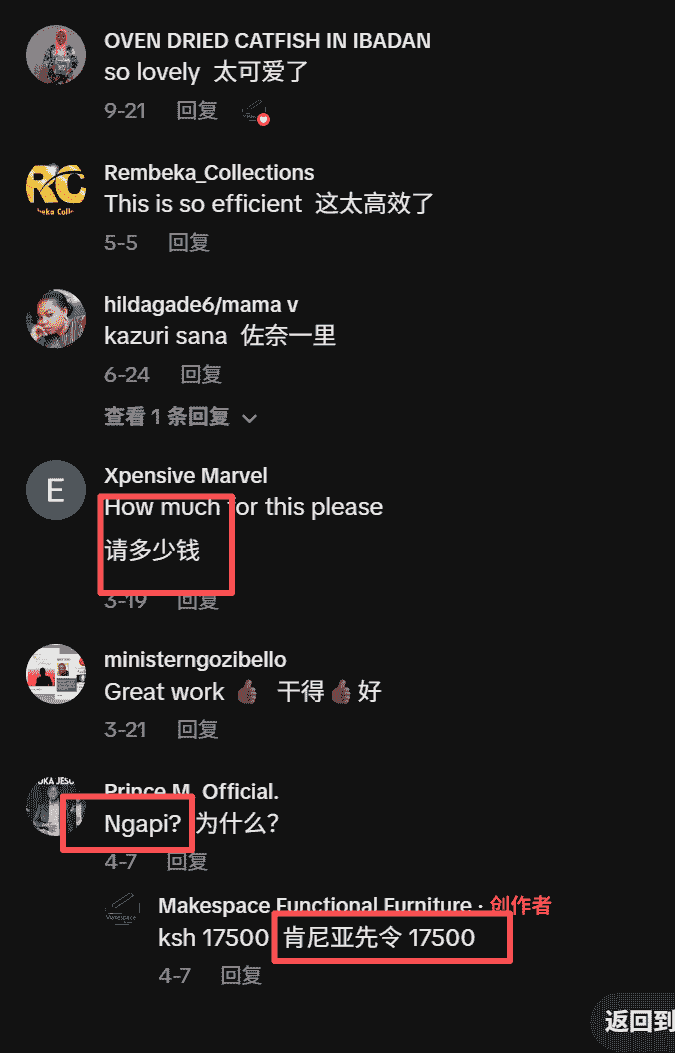 OVEN DRIED CATFISH IN IBADAN
so lovely 太可爱了
9-21 回复
RC
eka Colle
Rembeka_Collections
This is so efficient 这太高效了
5-5 回复
hildagade6/mama v
kazuri sana 佐奈一里
6-24 回复
查看 1 条回复
E
Xpensive Marvel
How much for this please
请多少钱
3-19 回复
ministerngozibello
Great work 👍🏿 干得👍🏿好
3-21 回复
Prince M. Official.
Ngapi? 为什么?
4-7 回复
Makespace Functional Furniture · 创作者
ksh 17500 肯尼亚先令 17500
4-7 回复
返回到